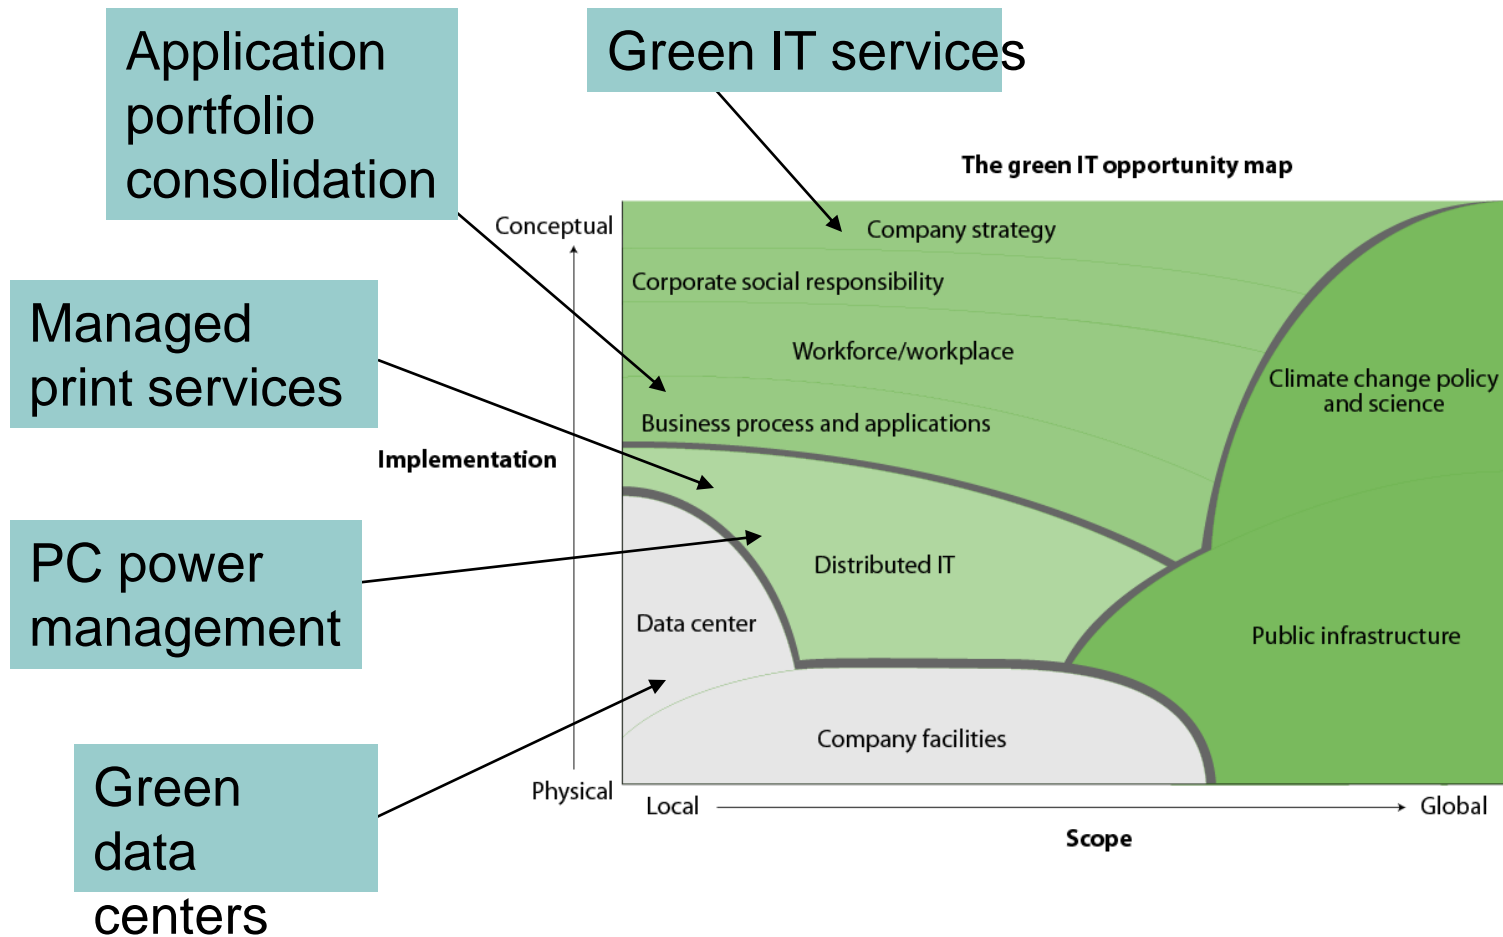 Application
portfolio
consolidation
Green IT services
The green IT opportunity map
Conceptual
Company strategy
Corporate social responsibility
Managed
print services
Workforce/workplace
Climate change policy
and science
Business process and applications
Implementation
PC power
management
Distributed IT
Data center
Public infrastructure
Company facilities
Green
data
centers
Physical
Local
Global
Scope